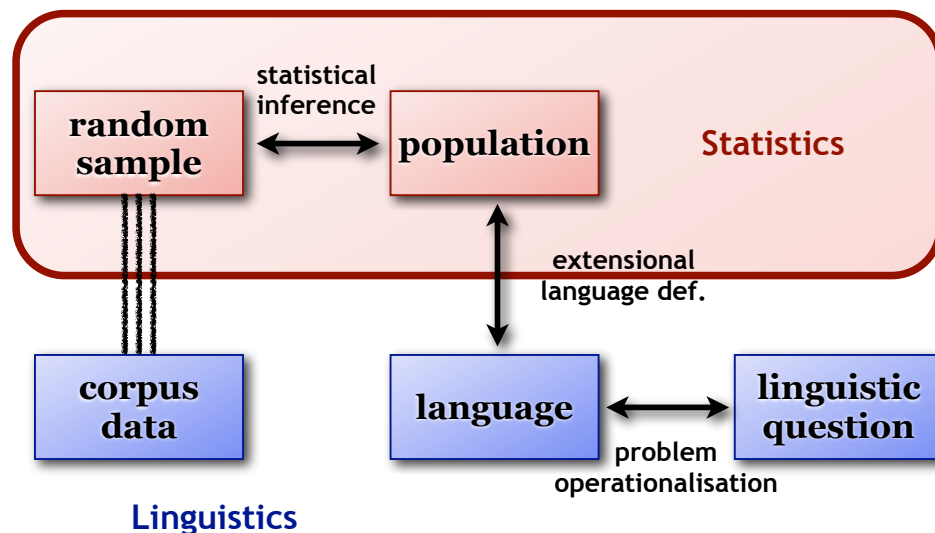 statistical
inference
random
sample
population
Statistics
extensional
language def.
corpus
data
language
linguistic
question
problem
operationalisation
Linguistics